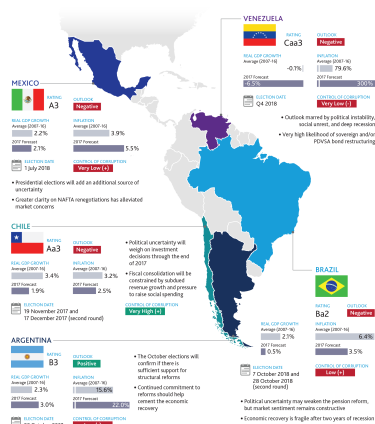 VENEZUELA
RATING
Caa3
OUTLOOK
Negative
REAL GDP GROWTH
Average (2007-16)
-0.1%
2017 Forecast
-6.5%
INFLATION
Average (2007-16)
79.6%
2017 Forecast
300%
ELECTION DATE
Q4 2018
CONTROL OF CORRUPTION
Very Low (-)
• Outlook marred by political instability,
social unrest, and deep recession
• Very high likelihood of sovereign and/or
PDVSA bond restructuring
MEXICO
RATING
A3
OUTLOOK
Negative
REAL GDP GROWTH
Average (2007-16)
2.2%
2017 Forecast
2.1%
INFLATION
Average (2007-16)
3.9%
2017 Forecast
5.5%
ELECTION DATE
1 July 2018
CONTROL OF CORRUPTION
Very Low (+)
• Presidential elections will add an additional source of
uncertainty
• Greater clarity on NAFTA renegotiations has alleviated
market concerns
CHILE
RATING
Aa3
OUTLOOK
Negative
REAL GDP GROWTH
Average (2007-16)
3.4%
2017 Forecast
1.9%
INFLATION
Average (2007-16)
3.2%
2017 Forecast
2.5%
ELECTION DATE
19 November 2017 and
17 December 2017 (second round)
• Political uncertainty will
weigh on investment
decisions through the end
of 2017
• Fiscal consolidation will be
constrained by subdued
revenue growth and pressure
to raise social spending
CONTROL OF CORRUPTION
Very High (+)
BRAZIL
RATING
Ba2
OUTLOOK
Negative
REAL GDP GROWTH
Average (2007-16)
2.1%
2017 Forecast
0.5%
INFLATION
Average (2007-16)
6.4%
2017 Forecast
3.5%
ELECTION DATE
7 October 2018 and
28 October 2018
(second round)
CONTROL OF CORRUPTION
Low (+)
• Political uncertainty may weaken the pension reform,
but market sentiment remains constructive
• Economic recovery is fragile after two years of recession
ARGENTINA
RATING
B3
OUTLOOK
Positive
REAL GDP GROWTH
Average (2007-16)
2.3%
2017 Forecast
3.0%
INFLATION
Average (2007-16)
15.6%
2017 Forecast
22.0%
ELECTION DATE
CONTROL OF CORRUPTION
• The October elections will
confirm if there is
sufficient support for
structural reforms
• Continued commitment to
reforms should help
cement the economic
recovery